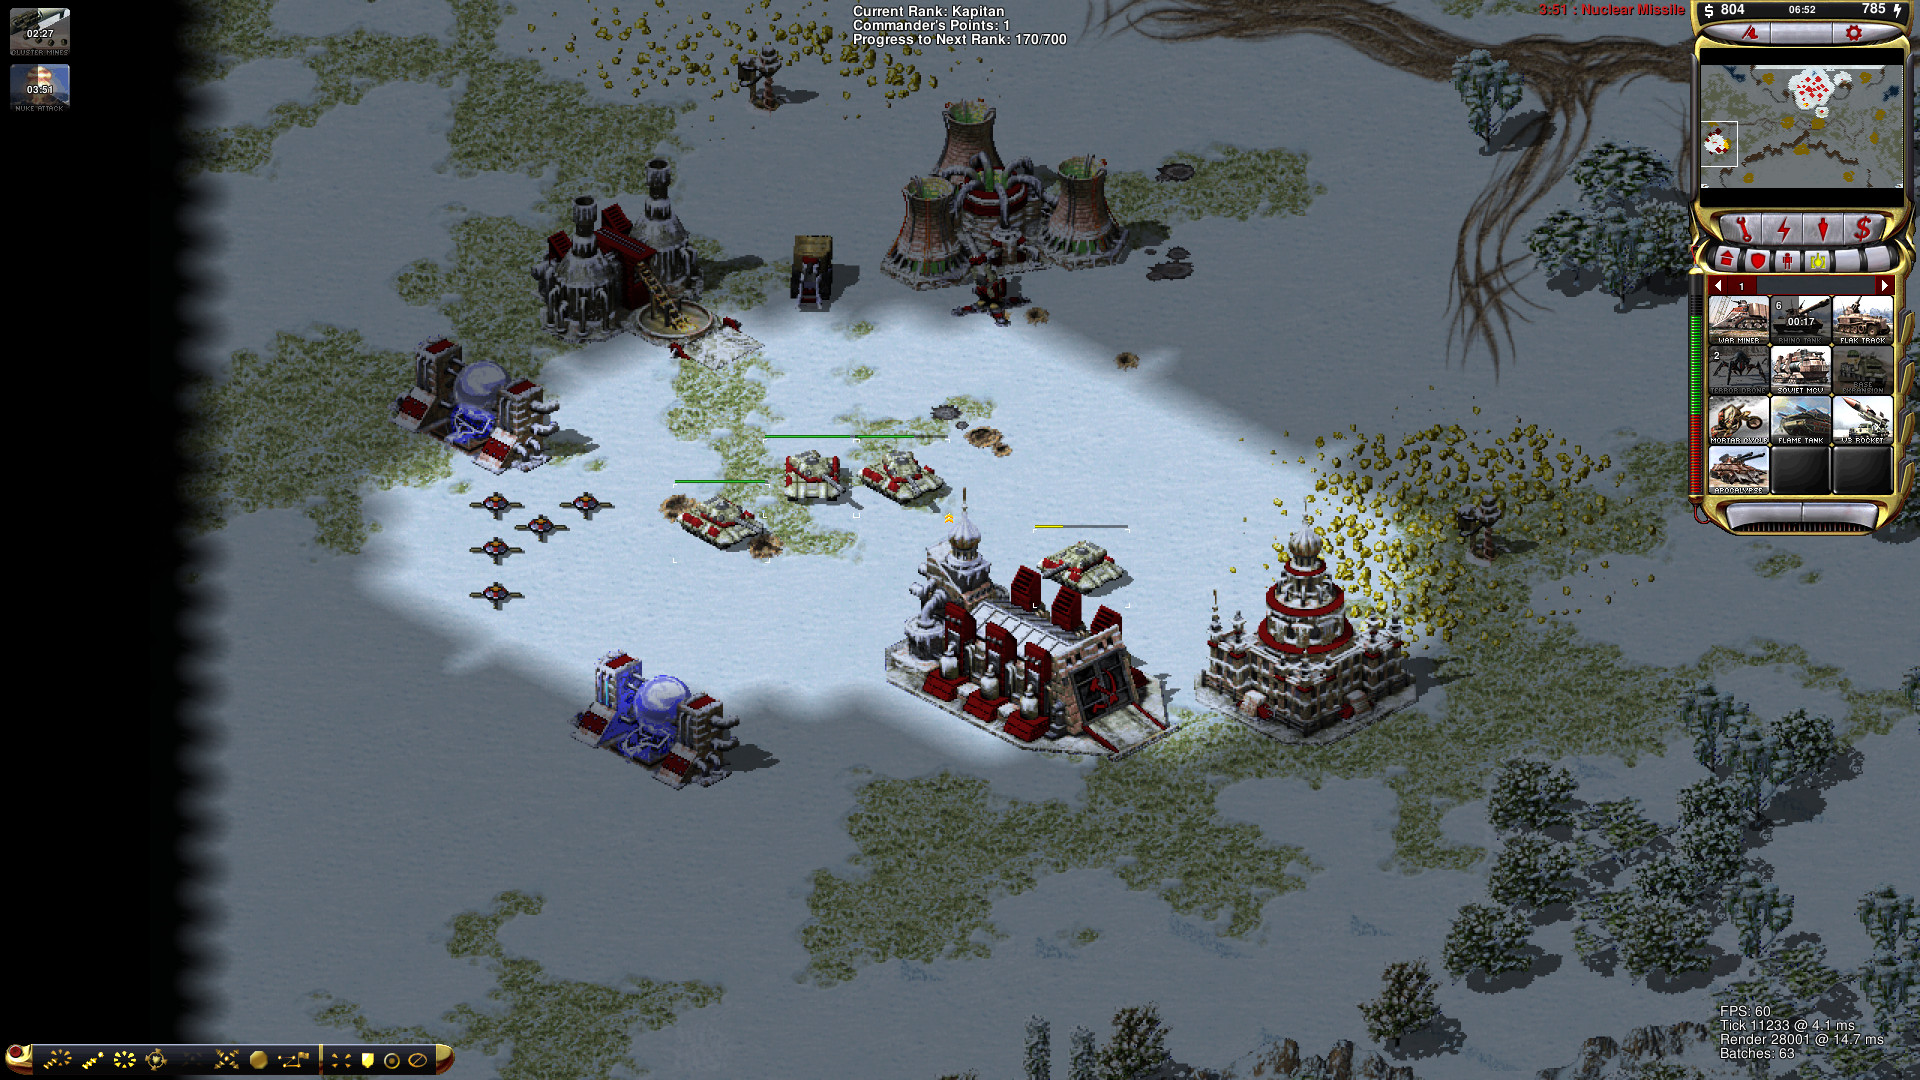 02:27
CLUSTER MINES
03:51
NUKE ATTACK
Current Rank: Kapitan
Commander's Points: 1
Progress to Next Rank: 170/700
3:51 : Nuclear Missile
$ 804
06:52
785
1
WAR MINER
6
00:17
RHINO TANK
FLAK TRACK
2
TERROR DRONE
SOVIET MCV
BASE EXPANSION
MORTAR CYCLE
FLAME TANK
V3 ROCKET
APOCALYPSE
FPS: 60
Tick 11233 @ 4.1 ms
Render 28001 @ 14.7 ms
Batches: 63